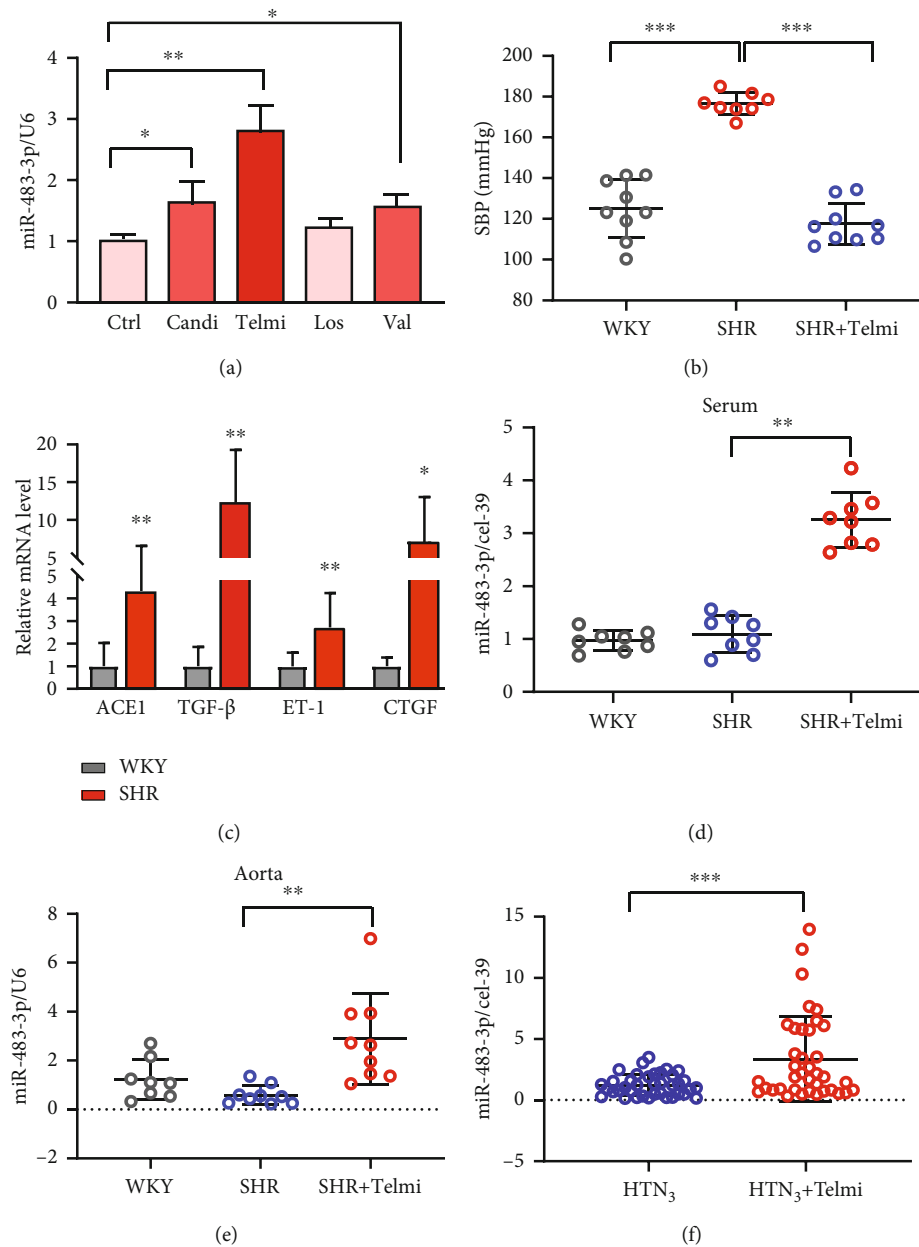 *
**
*
miR-483-3p/U6
4
3
2
1
0
Ctrl Candi Telmi Los Val
(a)
*** ***
SBP (mmHg)
200
180
160
140
120
100
80
WKY SHR SHR+Telmi
(b)
Relative mRNA level
20
15
10
5
5
4
3
2
1
0
** ** ** *
ACE1 TGF-β ET-1 CTGF
WKY
SHR
(c)
Serum
**
miR-483-3p/cel-39
5
4
3
2
1
0
WKY SHR SHR+Telmi
(d)
Aorta
**
miR-483-3p/U6
8
6
4
2
0
−2
WKY SHR SHR+Telmi
(e)
***
miR-483-3p/cel-39
15
10
5
0
−5
HTN₃ HTN₃+Telmi
(f)